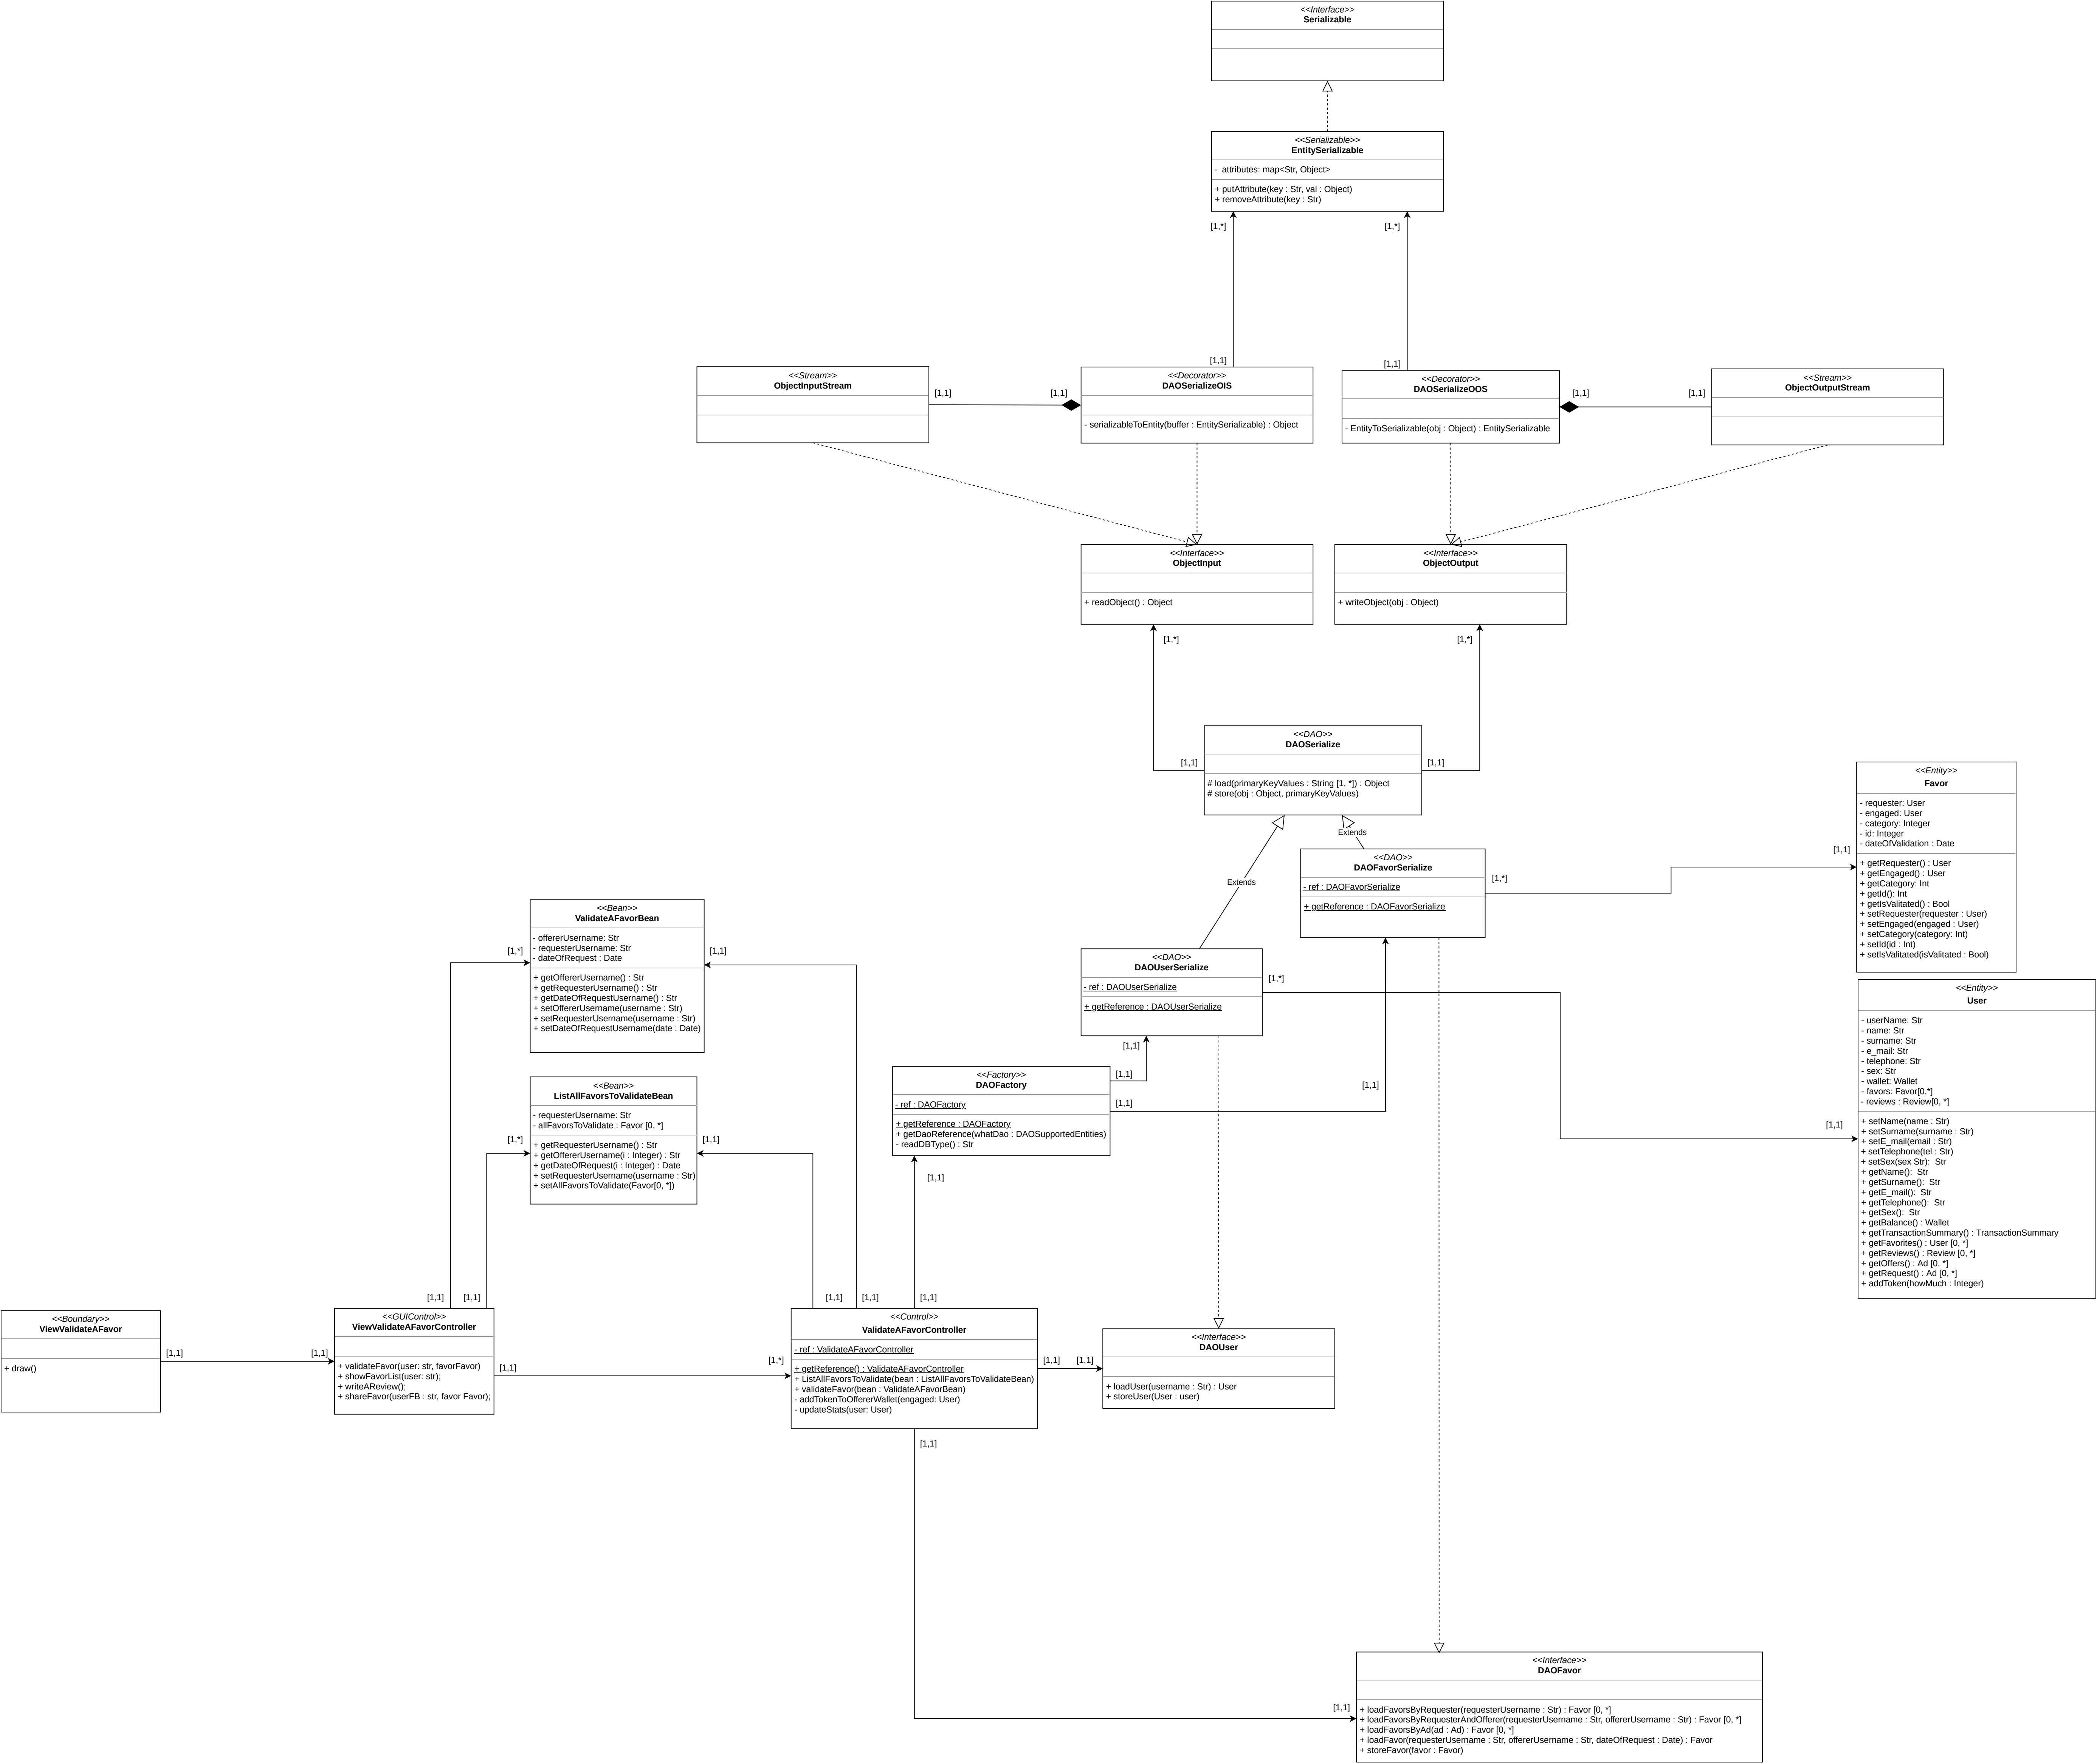 <<Interface>>
Serializable
<<Serializable>>
EntitySerializable
-  attributes: map<Str, Object>
+ putAttribute(key : Str, val : Object)
+ removeAttribute(key : Str)
[1,*]
[1,*]
[1,1]
[1,1]
<<Stream>>
ObjectInputStream
[1,1]
[1,1]
<<Decorator>>
DAOSerializeOIS
- serializableToEntity(buffer : EntitySerializable) : Object
<<Decorator>>
DAOSerializeOOS
- EntityToSerializable(obj : Object) : EntitySerializable
[1,1]
[1,1]
<<Stream>>
ObjectOutputStream
<<Interface>>
ObjectInput
+ readObject() : Object
<<Interface>>
ObjectOutput
+ writeObject(obj : Object)
[1,*]
[1,*]
<<DAO>>
DAOSerialize
# load(primaryKeyValues : String [1, *]) : Object
# store(obj : Object, primaryKeyValues)
[1,1]
[1,1]
Extends
Extends
<<DAO>>
DAOFavorSerialize
- ref : DAOFavorSerialize
+ getReference : DAOFavorSerialize
[1,*]
[1,1]
<<Entity>>
Favor
- requester: User
- engaged: User
- category: Integer
- id: Integer
- dateOfValidation : Date
+ getRequester() : User
+ getEngaged() : User
+ getCategory: Int
+ getId(): Int
+ getIsValitated() : Bool
+ setRequester(requester : User)
+ setEngaged(engaged : User)
+ setCategory(category: Int)
+ setId(id : Int)
+ setIsValitated(isValitated : Bool)
<<Bean>>
ValidateAFavorBean
- offererUsername: Str
- requesterUsername: Str
- dateOfRequest : Date
+ getOffererUsername() : Str
+ getRequesterUsername() : Str
+ getDateOfRequestUsername() : Str
+ setOffererUsername(username : Str)
+ setRequesterUsername(username : Str)
+ setDateOfRequestUsername(date : Date)
[1,*]
[1,1]
<<DAO>>
DAOUserSerialize
- ref : DAOUserSerialize
+ getReference : DAOUserSerialize
[1,*]
[1,1]
<<Entity>>
User
- userName: Str
- name: Str
- surname: Str
- e_mail: Str
- telephone: Str
- sex: Str
- wallet: Wallet
- favors: Favor[0,*]
- reviews : Review[0, *]
+ setName(name : Str)
+ setSurname(surname : Str)
+ setE_mail(email : Str)
+ setTelephone(tel : Str)
+ setSex(sex Str):  Str
+ getName():  Str
+ getSurname():  Str
+ getE_mail():  Str
+ getTelephone():  Str
+ getSex():  Str
+ getBalance() : Wallet
+ getTransactionSummary() : TransactionSummary
+ getFavorites() : User [0, *]
+ getReviews() : Review [0, *]
+ getOffers() : Ad [0, *]
+ getRequest() : Ad [0, *]
+ addToken(howMuch : Integer)
[1,1]
<<Factory>>
DAOFactory
- ref : DAOFactory
+ getReference : DAOFactory
+ getDaoReference(whatDao : DAOSupportedEntities)
- readDBType() : Str
[1,1]
[1,1]
[1,1]
[1,1]
<<Bean>>
ListAllFavorsToValidateBean
- requesterUsername: Str
- allFavorsToValidate : Favor [0, *]
+ getRequesterUsername() : Str
+ getOffererUsername(i : Integer) : Str
+ getDateOfRequest(i : Integer) : Date
+ setRequesterUsername(username : Str)
+ setAllFavorsToValidate(Favor[0, *])
[1,*]
[1,1]
[1,1]
[1,1]
[1,1]
[1,1]
[1,1]
<<Boundary>>
ViewValidateAFavor
+ draw()
[1,1]
[1,1]
<<GUIControl>>
ViewValidateAFavorController
+ validateFavor(user: str, favorFavor)
+ showFavorList(user: str);
+ writeAReview();
+ shareFavor(userFB : str, favor Favor);
[1,1]
[1,*]
<<Control>>
ValidateAFavorController
- ref : ValidateAFavorController
+ getReference() : ValidateAFavorController
+ ListAllFavorsToValidate(bean : ListAllFavorsToValidateBean)
+ validateFavor(bean : ValidateAFavorBean)
- addTokenToOffererWallet(engaged: User)
- updateStats(user: User)
[1,1]
[1,1]
<<Interface>>
DAOUser
+ loadUser(username : Str) : User
+ storeUser(User : user)
[1,1]
[1,1]
<<Interface>>
DAOFavor
+ loadFavorsByRequester(requesterUsername : Str) : Favor [0, *]
+ loadFavorsByRequesterAndOfferer(requesterUsername : Str, offererUsername : Str) : Favor [0, *]
+ loadFavorsByAd(ad : Ad) : Favor [0, *]
+ loadFavor(requesterUsername : Str, offererUsername : Str, dateOfRequest : Date) : Favor
+ storeFavor(favor : Favor)